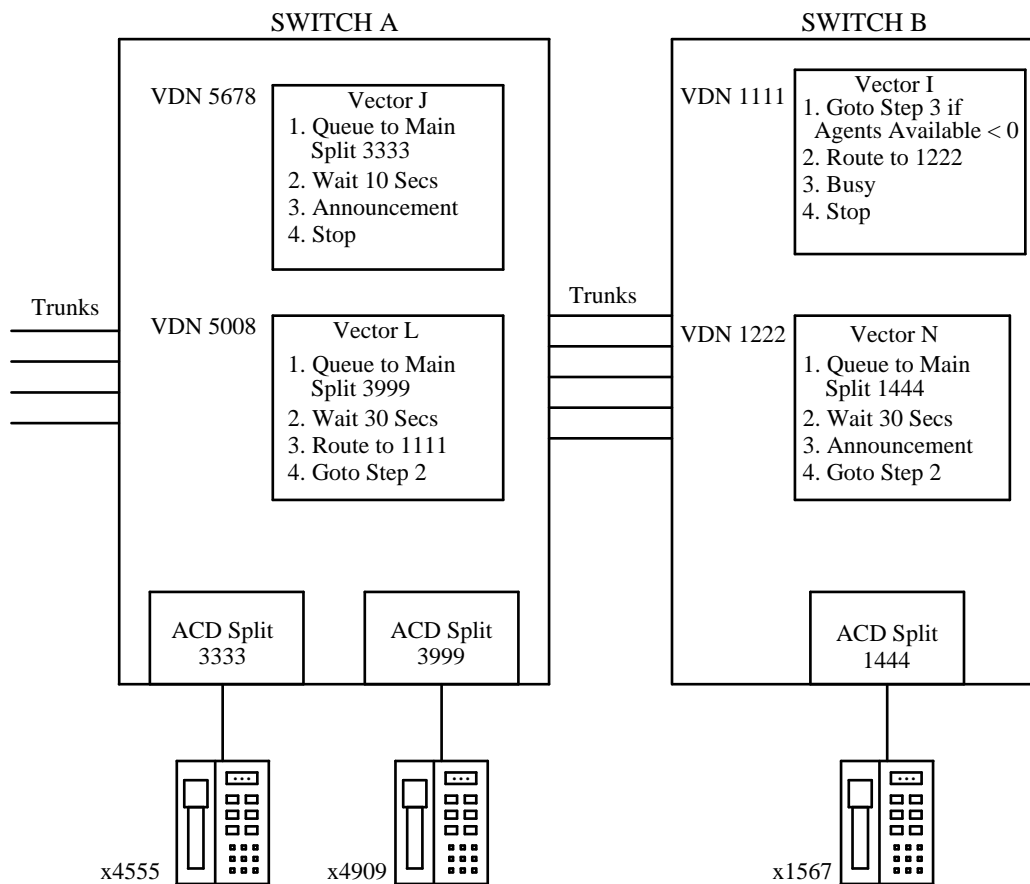 SWITCH A
SWITCH B
VDN 5678
Vector J
1. Queue to Main
Split 3333
2. Wait 10 Secs
3. Announcement
4. Stop
VDN 1111
Vector I
1. Goto Step 3 if
Agents Available < 0
2. Route to 1222
3. Busy
4. Stop
Trunks
VDN 5008
Vector L
1. Queue to Main
Split 3999
2. Wait 30 Secs
3. Route to 1111
4. Goto Step 2
Trunks
VDN 1222
Vector N
1. Queue to Main
Split 1444
2. Wait 30 Secs
3. Announcement
4. Goto Step 2
ACD Split
3333
ACD Split
3999
ACD Split
1444
x4555
x4909
x1567